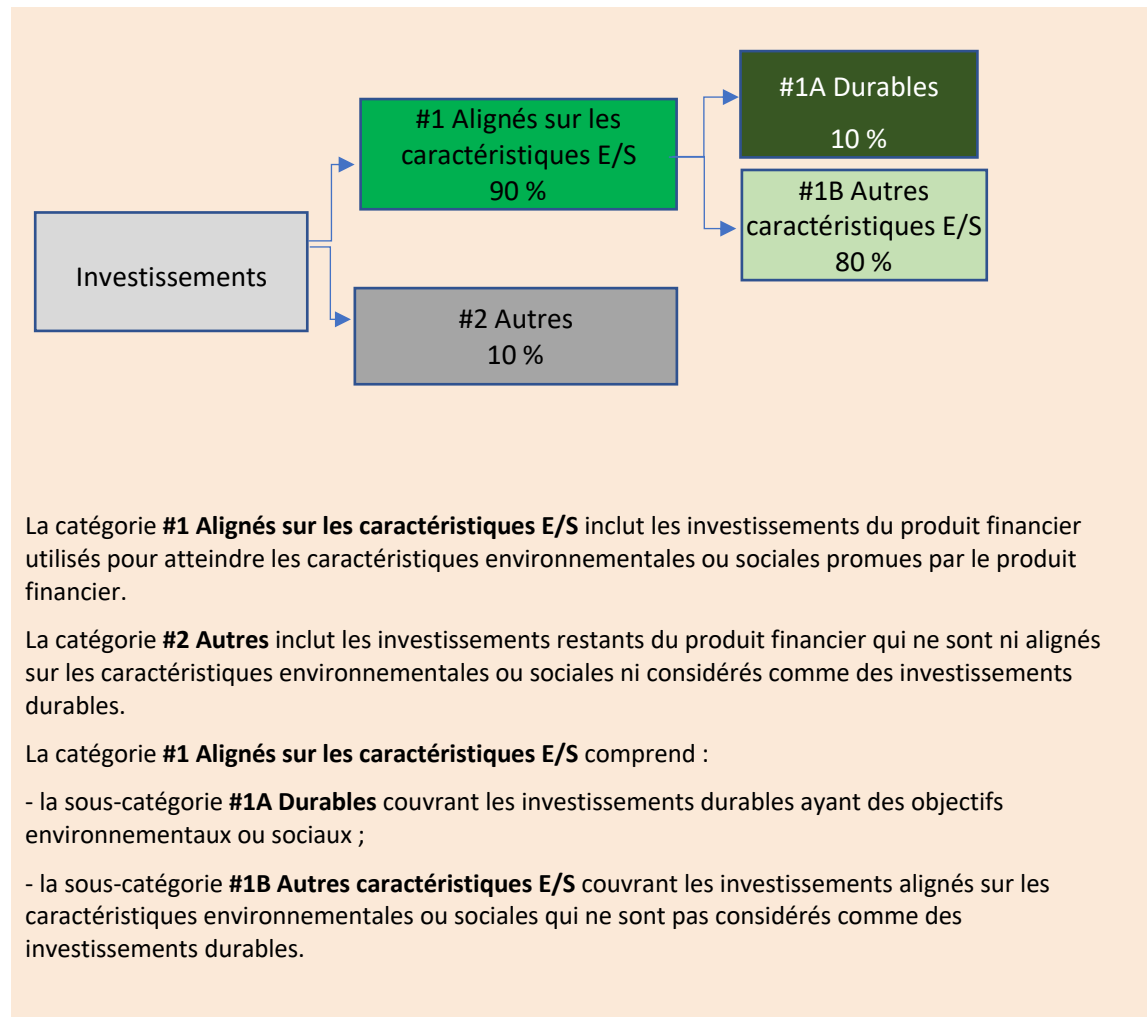 #1A Durables
10 %
#1 Alignés sur les
caractéristiques E/S
90 %
#1B Autres
caractéristiques E/S
80 %
Investissements
#2 Autres
10 %
La catégorie #1 Alignés sur les caractéristiques E/S inclut les investissements du produit financier
utilisés pour atteindre les caractéristiques environnementales ou sociales promues par le produit
financier.
La catégorie #2 Autres inclut les investissements restants du produit financier qui ne sont ni alignés
sur les caractéristiques environnementales ou sociales ni considérés comme des investissements
durables.
La catégorie #1 Alignés sur les caractéristiques E/S comprend :
- la sous-catégorie #1A Durables couvrant les investissements durables ayant des objectifs
environnementaux ou sociaux ;
- la sous-catégorie #1B Autres caractéristiques E/S couvrant les investissements alignés sur les
caractéristiques environnementales ou sociales qui ne sont pas considérés comme des
investissements durables.